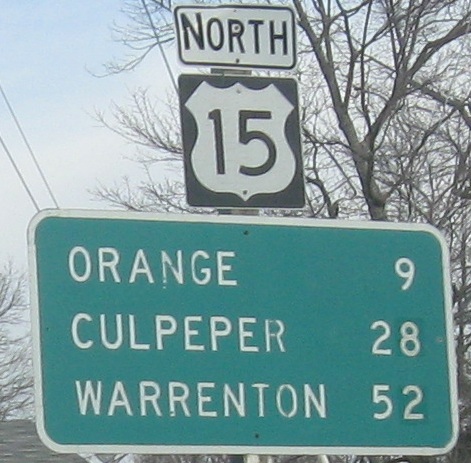 NORTH
15
ORANGE 9
CULPEPER 28
WARRENTON 52